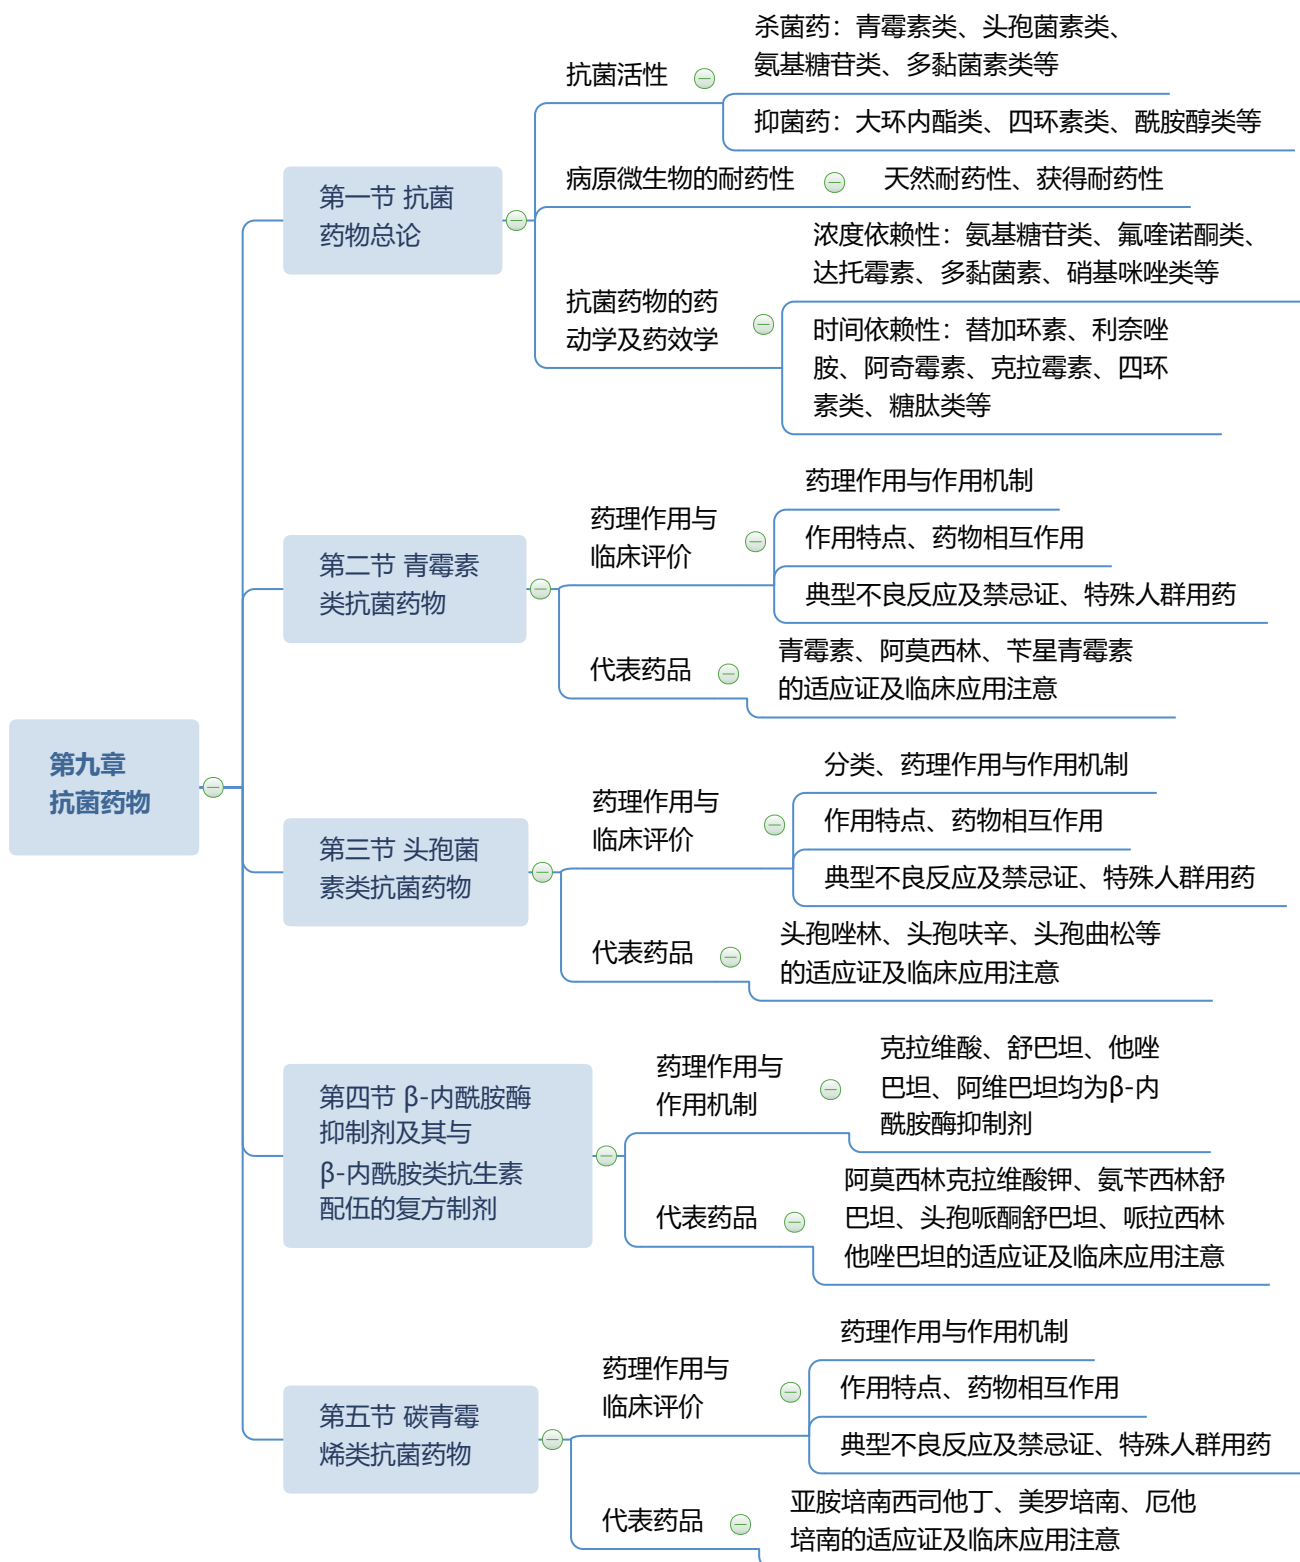 第九章
抗菌药物
第一节 抗菌
药物总论
抗菌活性
杀菌药：青霉素类、头孢菌素类、
氨基糖苷类、多黏菌素类等
抑菌药：大环内酯类、四环素类、酰胺醇类等
病原微生物的耐药性
天然耐药性、获得耐药性
抗菌药物的药
动学及药效学
浓度依赖性：氨基糖苷类、氟喹诺酮类、
达托霉素、多黏菌素、硝基咪唑类等
时间依赖性：替加环素、利奈唑
胺、阿奇霉素、克拉霉素、四环
素类、糖肽类等
第二节 青霉素
类抗菌药物
药理作用与
临床评价
药理作用与作用机制
作用特点、药物相互作用
典型不良反应及禁忌证、特殊人群用药
代表药品
青霉素、阿莫西林、苄星青霉素
的适应证及临床应用注意
第三节 头孢菌
素类抗菌药物
药理作用与
临床评价
分类、药理作用与作用机制
作用特点、药物相互作用
典型不良反应及禁忌证、特殊人群用药
代表药品
头孢唑林、头孢呋辛、头孢曲松等
的适应证及临床应用注意
第四节 β-内酰胺酶
抑制剂及其与
β-内酰胺类抗生素
配伍的复方制剂
药理作用与
作用机制
克拉维酸、舒巴坦、他唑
巴坦、阿维巴坦均为β-内
酰胺酶抑制剂
代表药品
阿莫西林克拉维酸钾、氨苄西林舒
巴坦、头孢哌酮舒巴坦、哌拉西林
他唑巴坦的适应证及临床应用注意
第五节 碳青霉
烯类抗菌药物
药理作用与
临床评价
药理作用与作用机制
作用特点、药物相互作用
典型不良反应及禁忌证、特殊人群用药
代表药品
亚胺培南西司他丁、美罗培南、厄他
培南的适应证及临床应用注意